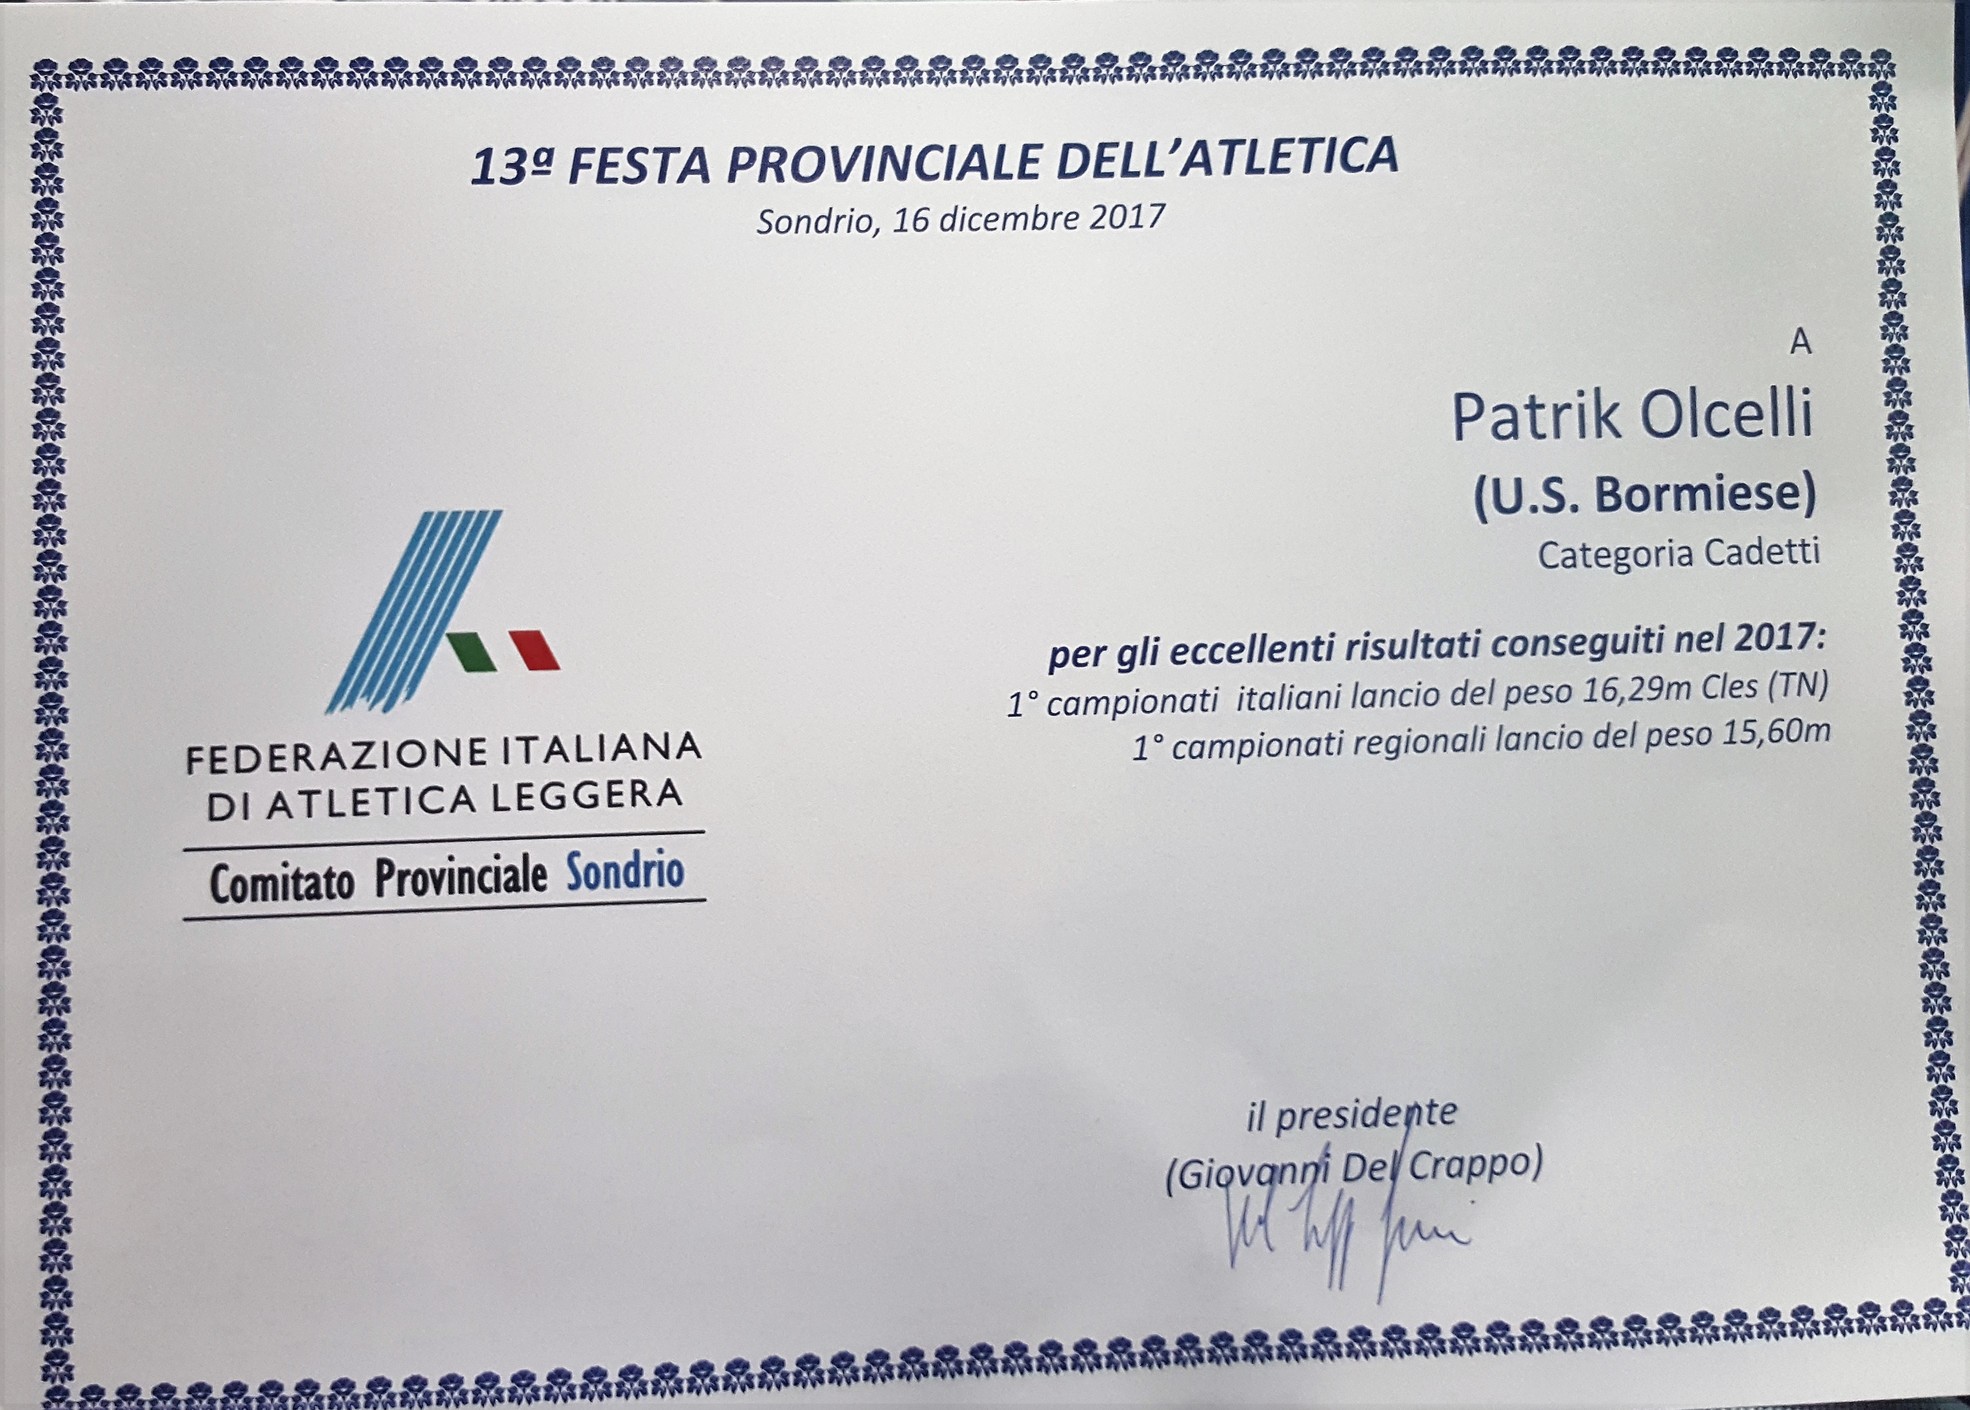 13ª FESTA PROVINCIALE DELL'ATLETICA
Sondrio, 16 dicembre 2017
A
Patrik Olcelli
(U.S. Bormiese)
Categoria Cadetti
per gli eccellenti risultati conseguiti nel 2017:
1° campionati italiani lancio del peso 16,29m Cles (TN)
1° campionati regionali lancio del peso 15,60m
FEDERAZIONE ITALIANA
DI ATLETICA LEGGERA
Comitato Provinciale Sondrio
il presidente
(Giovanni Del Crappo)